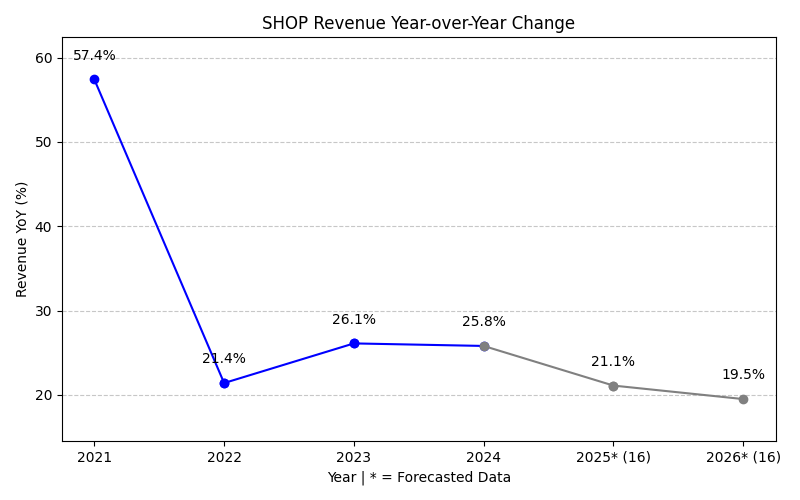 SHOP Revenue Year-over-Year Change
57.4%
21.4%
26.1%
25.8%
21.1%
19.5%
60
50
40
30
20
Revenue YoY (%)
2021 2022 2023 2024 2025* (16) 2026* (16)
Year | * = Forecasted Data